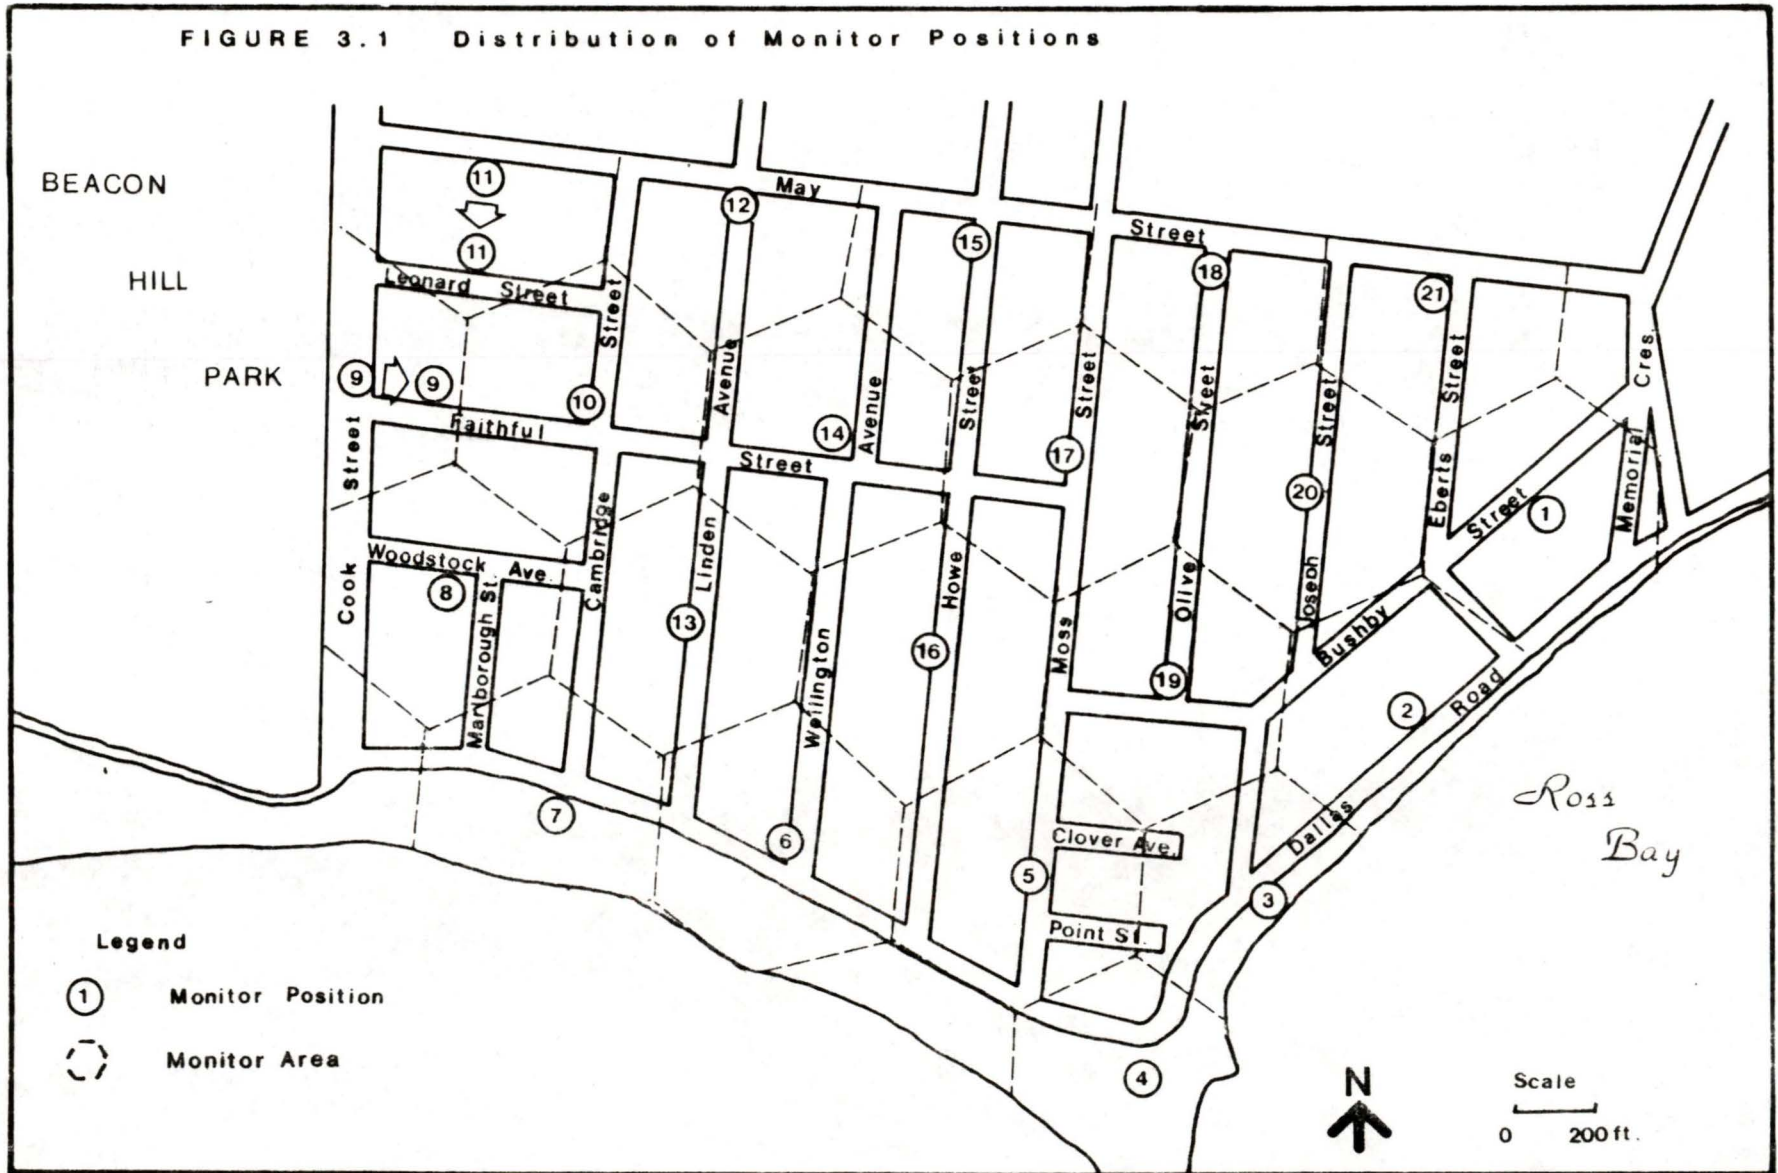 FIGURE 3.1 Distribution of Monitor Positions
BEACON
HILL
PARK
May
Street
11
11
12
15
18
21
Leonard Street
Street
9
9
10
14
17
20
1
Faithful
Street
Avenue
Avenue
Street
Street
Street
Street
Street
Cres
Memorial
Street
Cook
Street
Woodstock Ave.
8
Marlborough St.
Cambridge
Linden
13
Wellington
Howe
16
Moss
Olive
19
Joseph
Eberts
Bushby
Street
2
Road
Dallas
7
6
5
Clover Ave.
3
Point St.
4
Ross
Bay
Legend
1 Monitor Position
Monitor Area
N
Scale
0 200 ft.